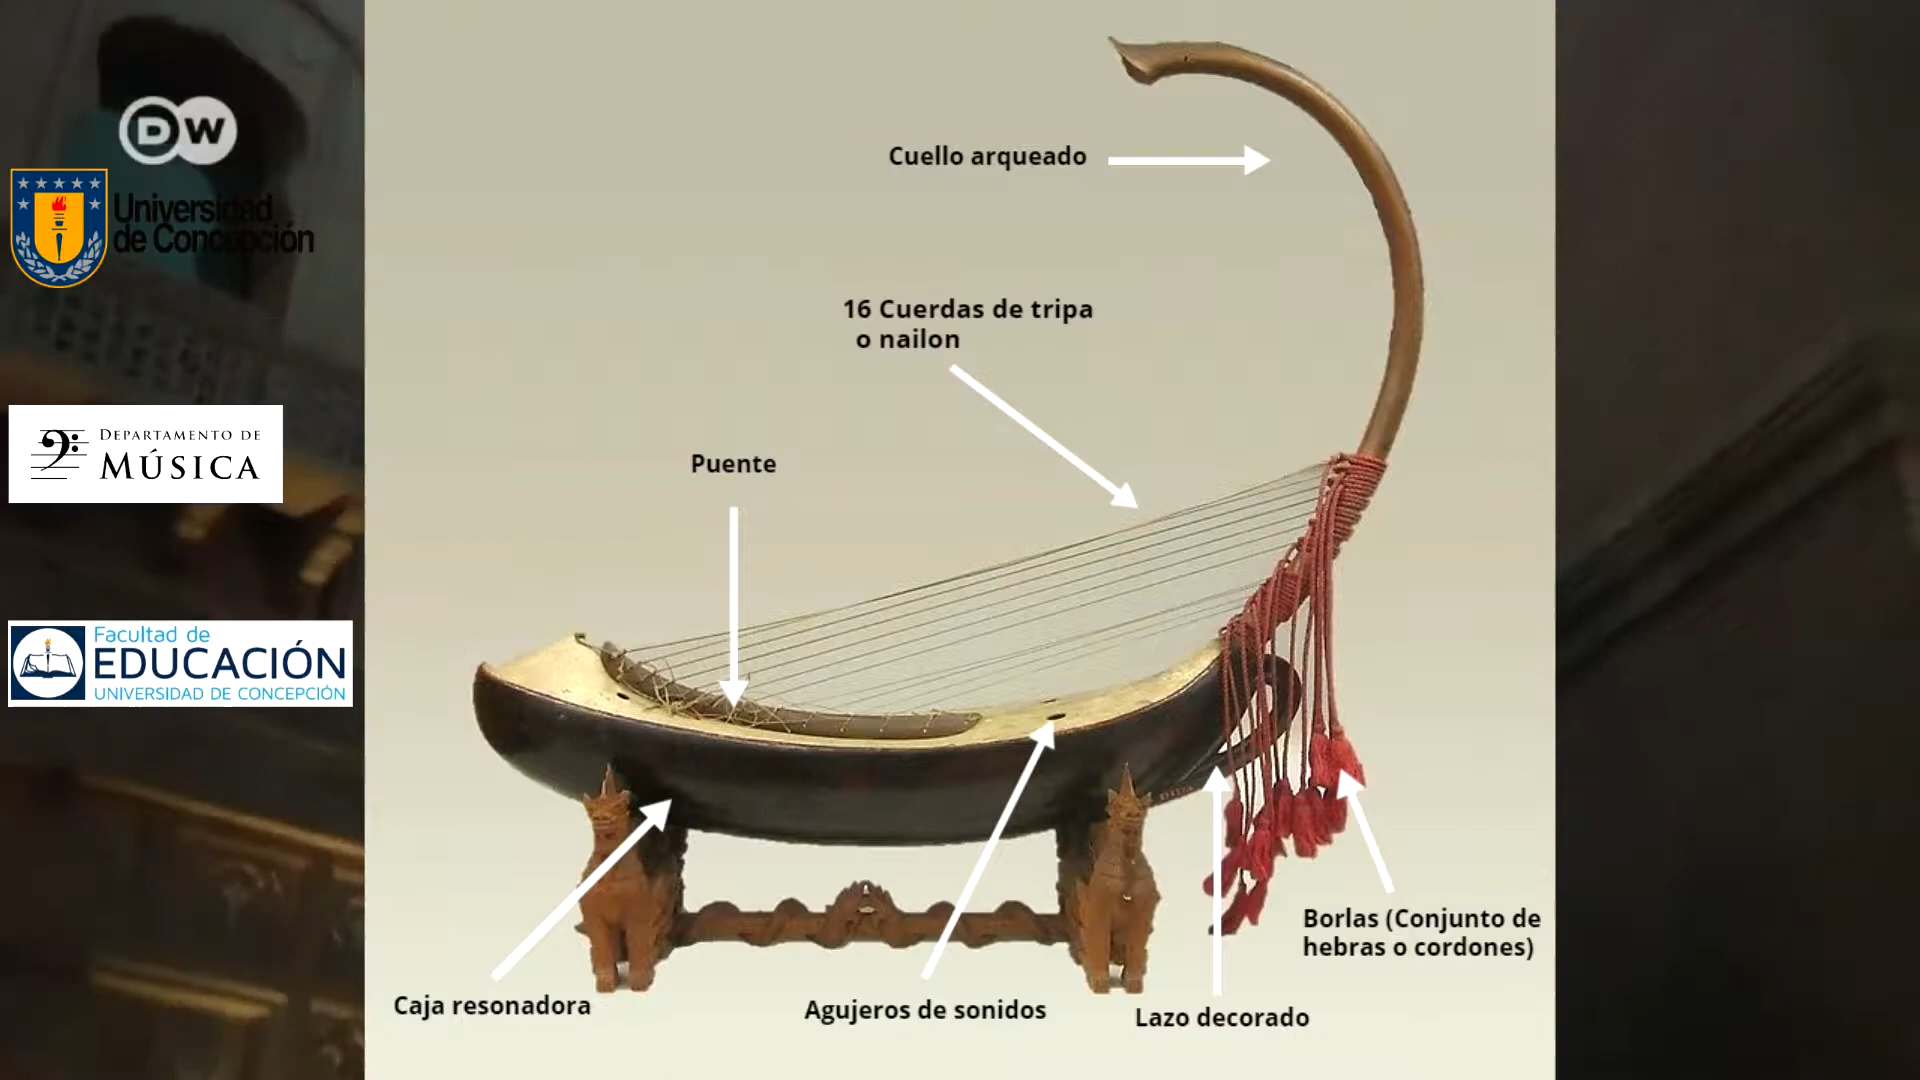 DW
Universidad
de Concepción
DEPARTAMENTO DE
MÚSICA
Facultad de
EDUCACIÓN
UNIVERSIDAD DE CONCEPCIÓN
Cuello arqueado
16 Cuerdas de tripa
o nailon
Puente
Caja resonadora
Agujeros de sonidos
Lazo decorado
Borlas (Conjunto de
hebras o cordones)